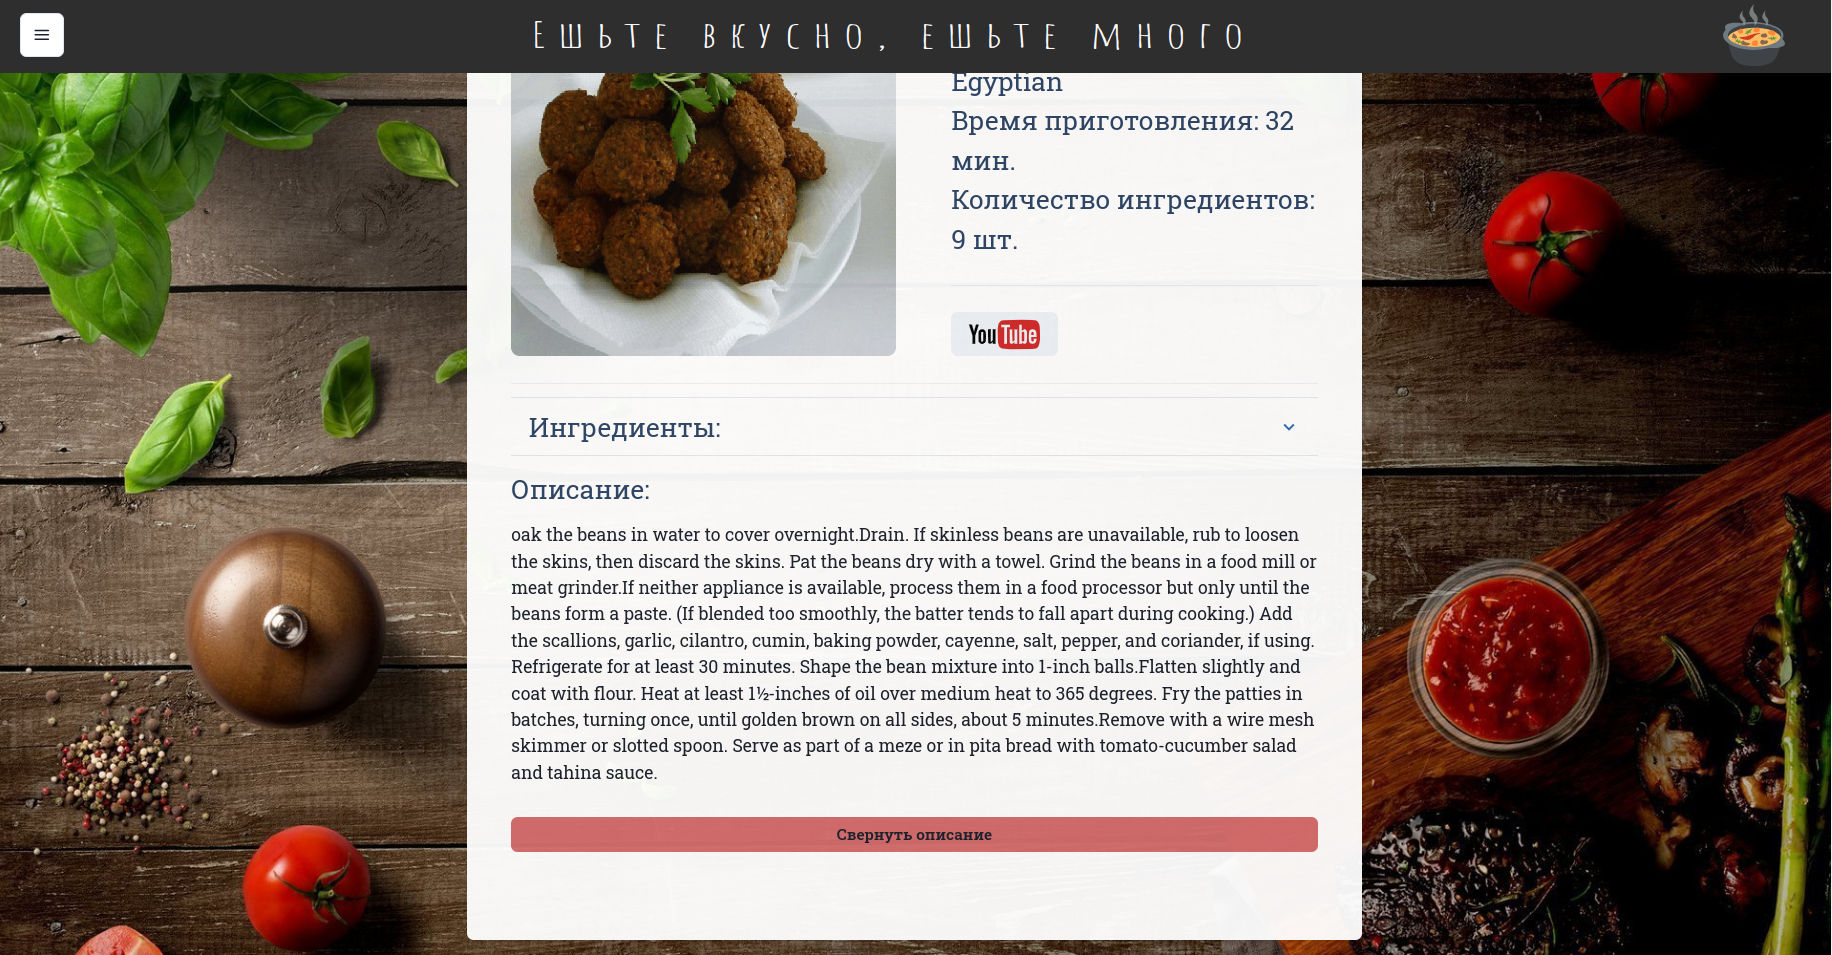 Ешьте вкусно, ешьте много
Egyptian
Время приготовления: 32
мин.
Количество ингредиентов:
9 шт.
YouTube
Ингредиенты:
Описание:
oak the beans in water to cover overnight.Drain. If skinless beans are unavailable, rub to loosen
the skins, then discard the skins. Pat the beans dry with a towel. Grind the beans in a food mill or
meat grinder.If neither appliance is available, process them in a food processor but only until the
beans form a paste. (If blended too smoothly, the batter tends to fall apart during cooking.) Add
the scallions, garlic, cilantro, cumin, baking powder, cayenne, salt, pepper, and coriander, if using.
Refrigerate for at least 30 minutes. Shape the bean mixture into 1-inch balls.Flatten slightly and
coat with flour. Heat at least 1½-inches of oil over medium heat to 365 degrees. Fry the patties in
batches, turning once, until golden brown on all sides, about 5 minutes.Remove with a wire mesh
skimmer or slotted spoon. Serve as part of a meze or in pita bread with tomato-cucumber salad
and tahina sauce.
Свернуть описание